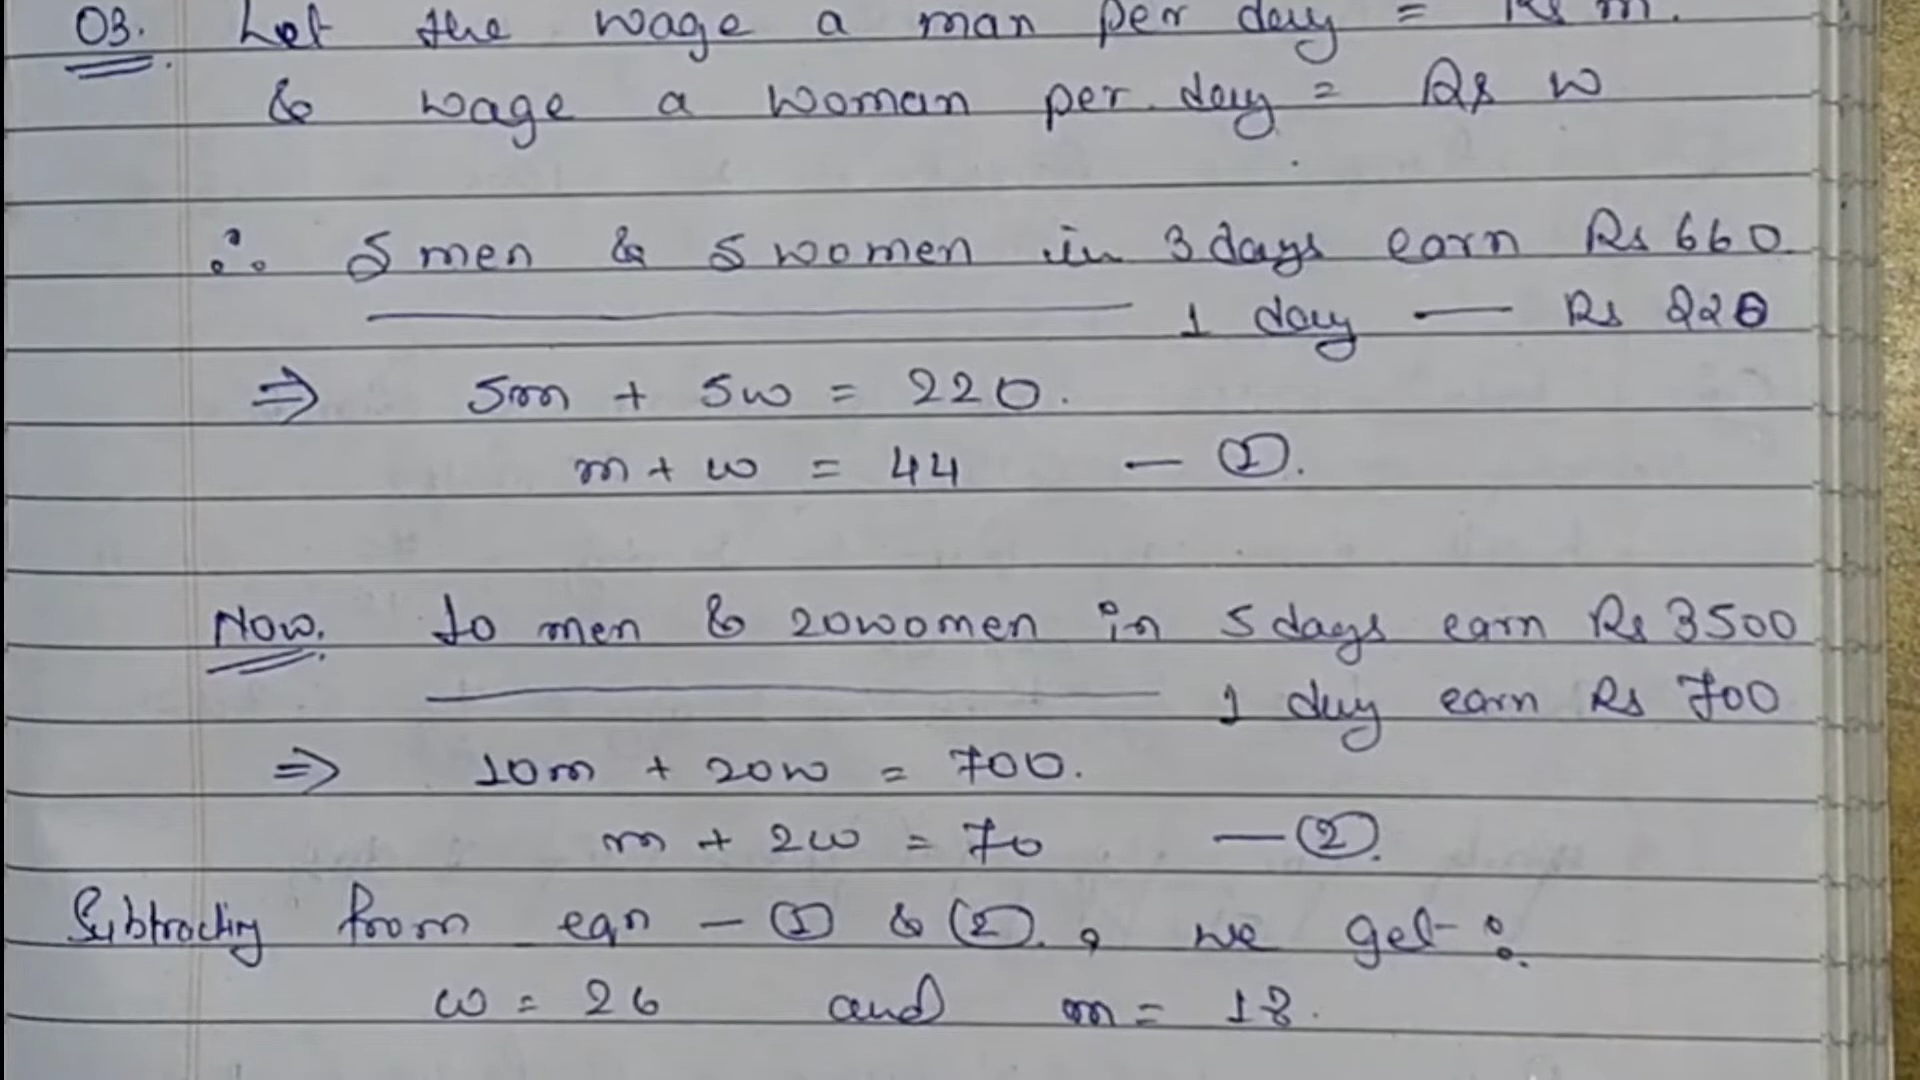 03. Let the wage a man per day = Rs m.
& wage a woman per day = Rs w
∴ 5 men & 5 women in 3 days earn Rs 660
1 day — Rs 220
⇒ 5m + 5w = 220.
m + w = 44 — ①.
Now. 10 men & 20 women in 5 days earn Rs 3500
1 day earn Rs 700
⇒ 10m + 20w = 700.
m + 2w = 70 — ②.
Subtracting from eqn - ① & ②, we get :
w = 26 and m = 18.